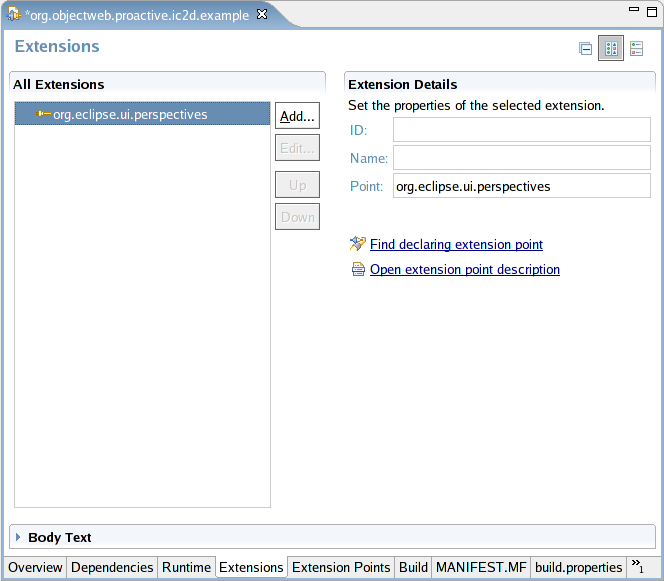 *org.objectweb.proactive.ic2d.example
Extensions
All Extensions
org.eclipse.ui.perspectives
Add...
Edit...
Up
Down
Extension Details
Set the properties of the selected extension.
ID:
Name:
Point: org.eclipse.ui.perspectives
Find declaring extension point
Open extension point description
Body Text
Overview Dependencies Runtime Extensions Extension Points Build MANIFEST.MF build.properties »1